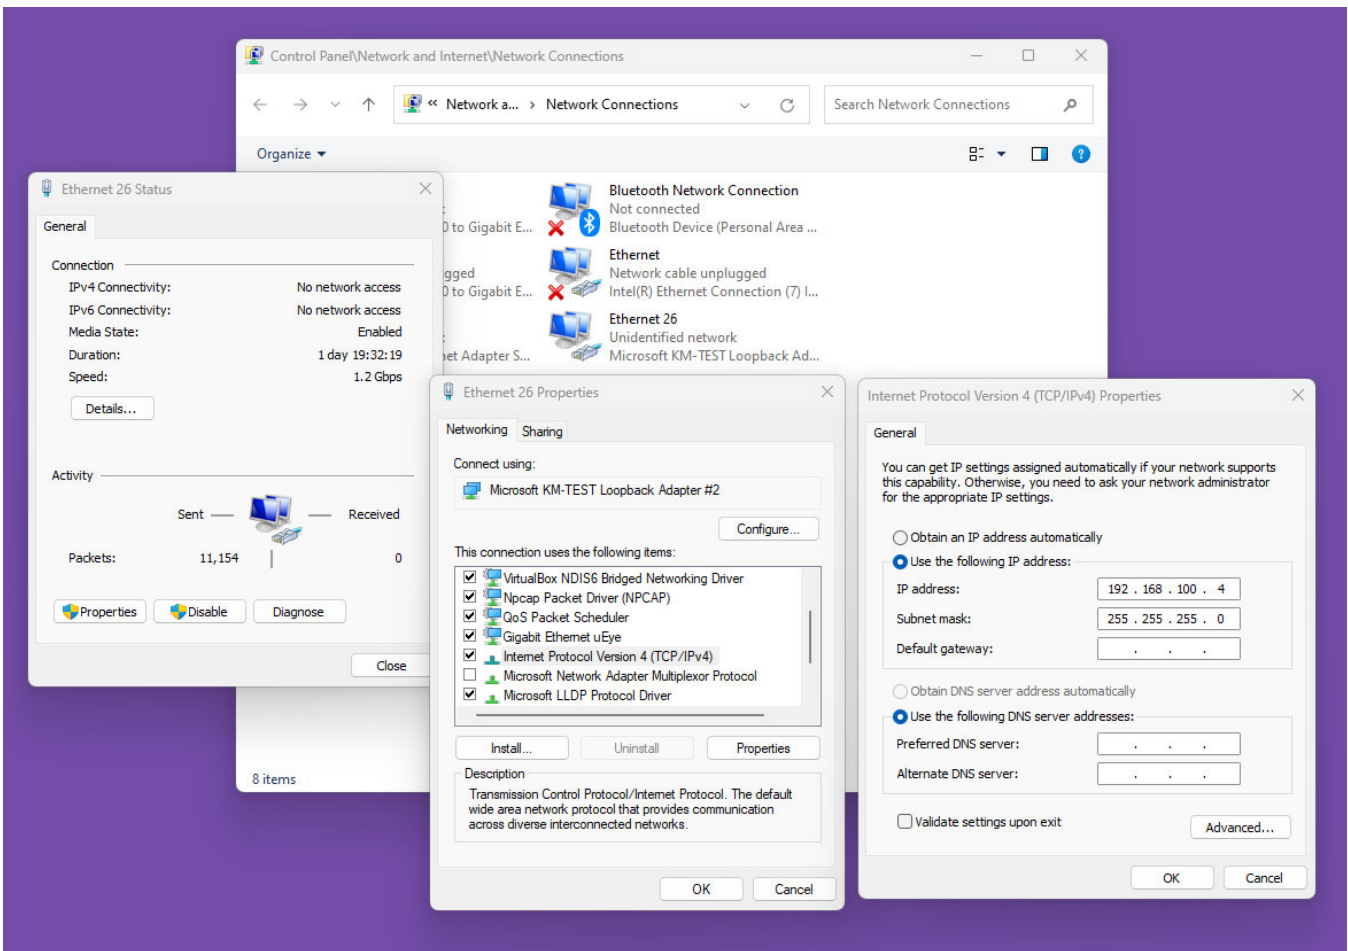 Control Panel\Network and Internet\Network Connections
« Network a... › Network Connections
Search Network Connections
Organize
Bluetooth Network Connection
Not connected
0 to Gigabit E...
Bluetooth Device (Personal Area ...
Ethernet
gged
Network cable unplugged
0 to Gigabit E...
Intel(R) Ethernet Connection (7) I...
Ethernet 26
Unidentified network
net Adapter S...
Microsoft KM-TEST Loopback Ad...
8 items
Ethernet 26 Status
General
Connection
IPv4 Connectivity: No network access
IPv6 Connectivity: No network access
Media State: Enabled
Duration: 1 day 19:32:19
Speed: 1.2 Gbps
Details...
Activity
Sent — — Received
Packets: 11,154 0
Properties Disable Diagnose
Close
Ethernet 26 Properties
Networking Sharing
Connect using:
Microsoft KM-TEST Loopback Adapter #2
Configure...
This connection uses the following items:
VirtualBox NDIS6 Bridged Networking Driver
Npcap Packet Driver (NPCAP)
QoS Packet Scheduler
Gigabit Ethernet uEye
Internet Protocol Version 4 (TCP/IPv4)
Microsoft Network Adapter Multiplexor Protocol
Microsoft LLDP Protocol Driver
Install... Uninstall Properties
Description
Transmission Control Protocol/Internet Protocol. The default
wide area network protocol that provides communication
across diverse interconnected networks.
OK Cancel
Internet Protocol Version 4 (TCP/IPv4) Properties
General
You can get IP settings assigned automatically if your network supports
this capability. Otherwise, you need to ask your network administrator
for the appropriate IP settings.
Obtain an IP address automatically
Use the following IP address:
IP address: 192 . 168 . 100 . 4
Subnet mask: 255 . 255 . 255 . 0
Default gateway: . . .
Obtain DNS server address automatically
Use the following DNS server addresses:
Preferred DNS server: . . .
Alternate DNS server: . . .
Validate settings upon exit
Advanced...
OK Cancel